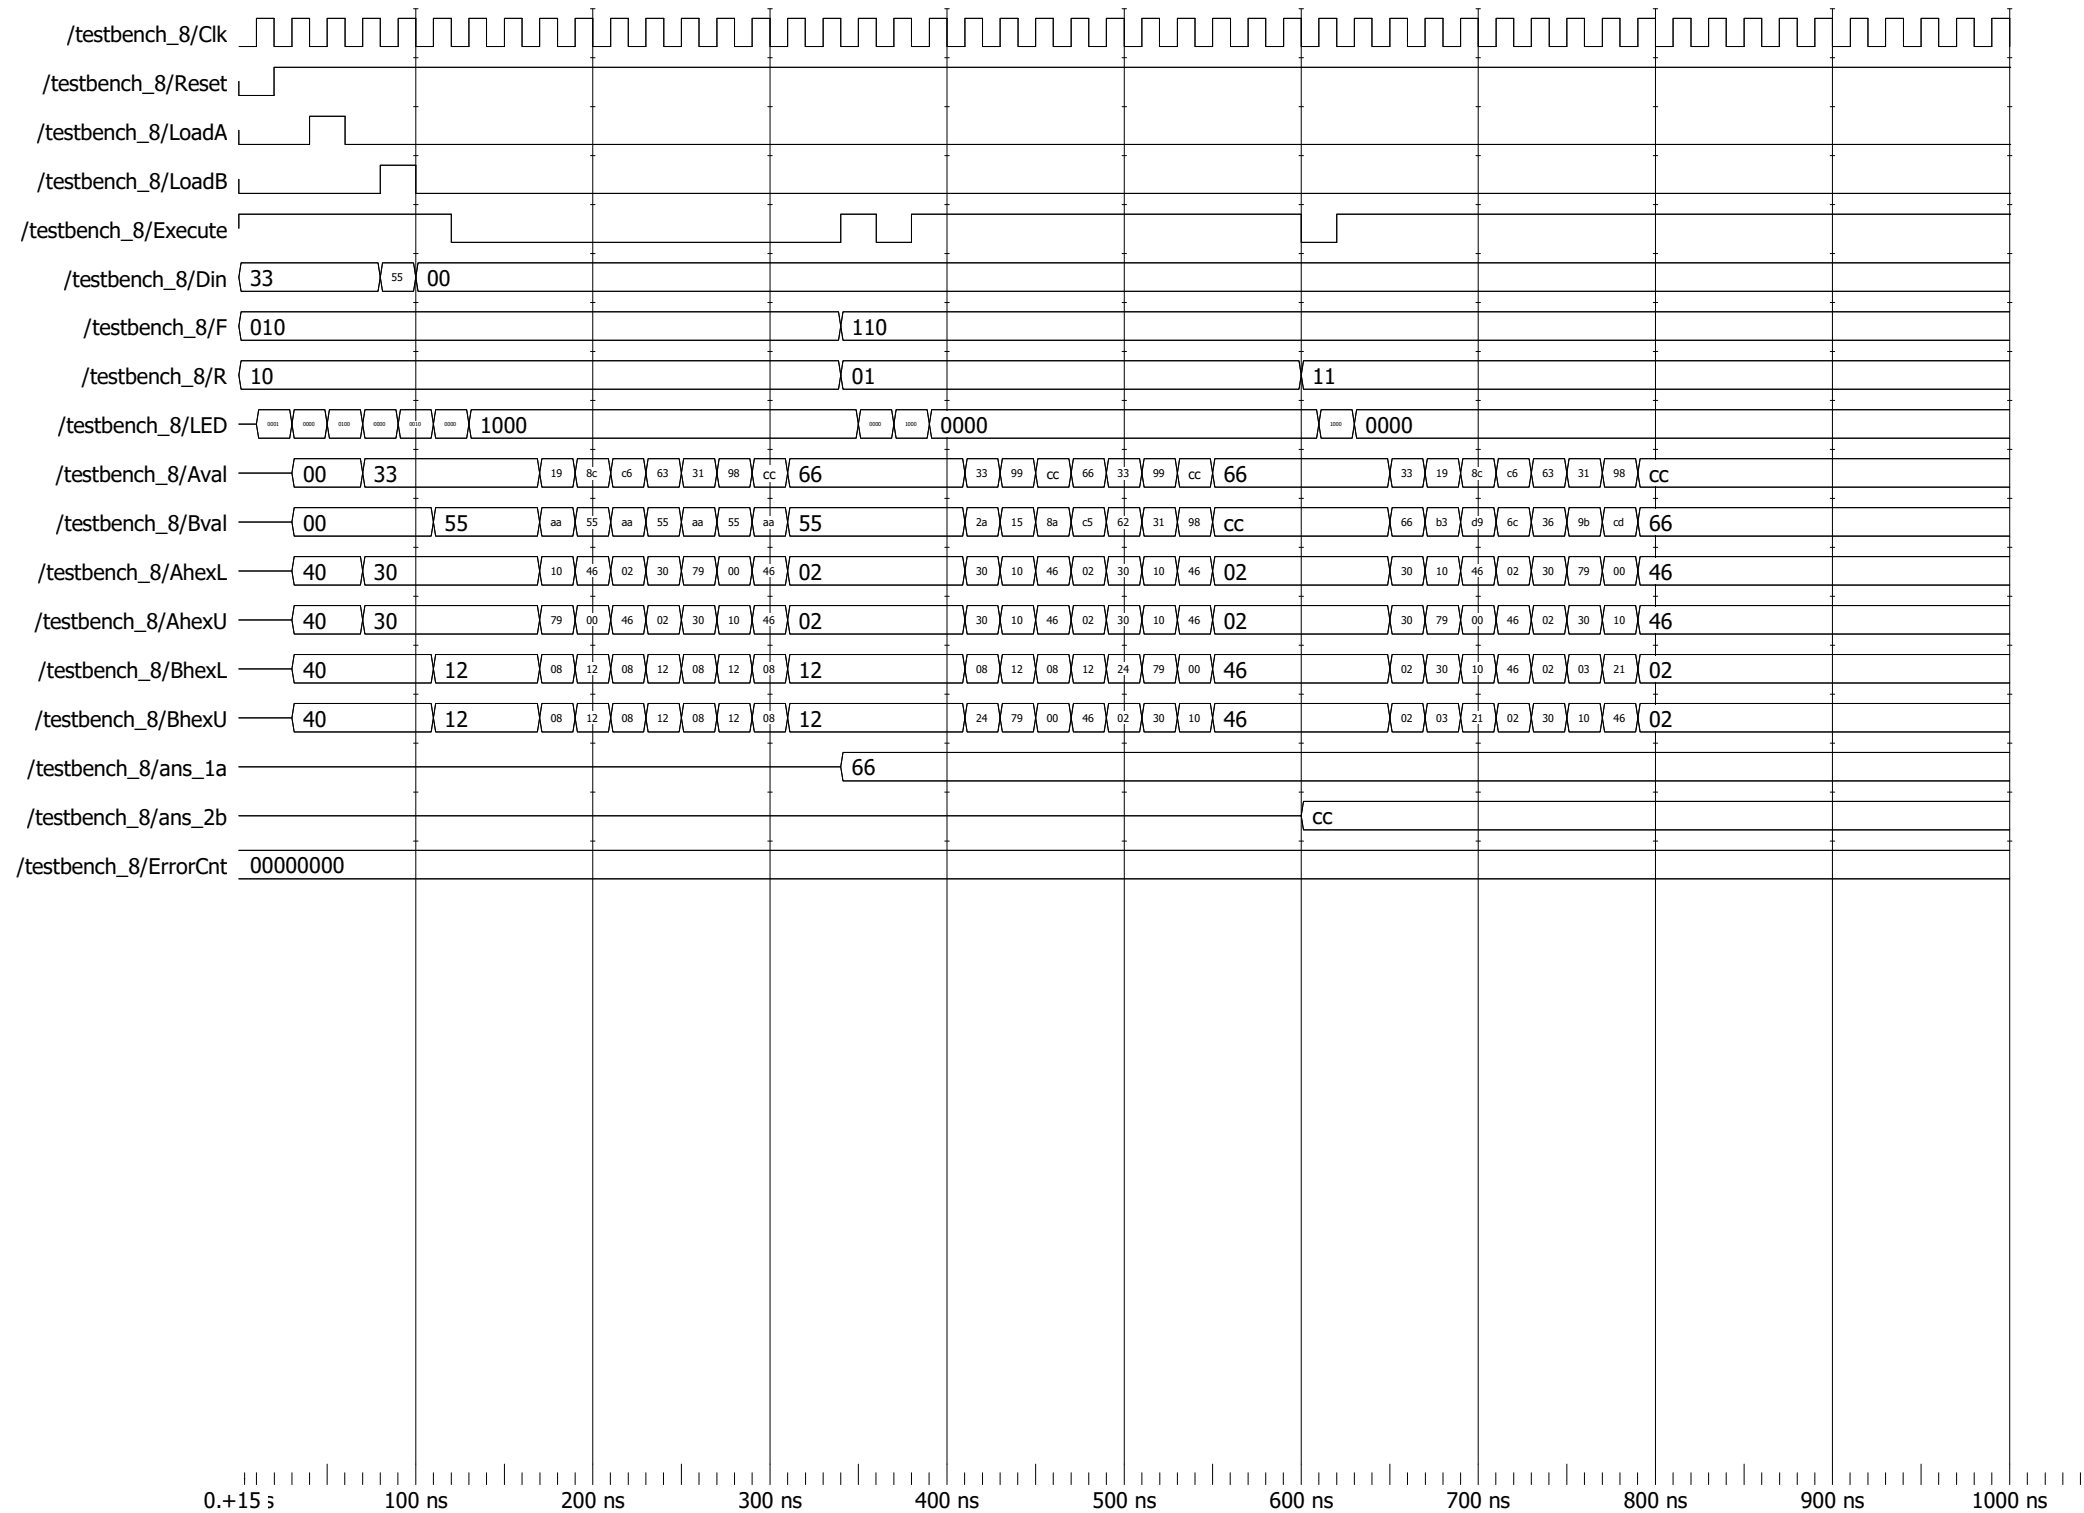 /testbench_8/Clk
/testbench_8/Reset
/testbench_8/LoadA
/testbench_8/LoadB
/testbench_8/Execute
/testbench_8/Din 33 55 00
/testbench_8/F 010 110
/testbench_8/R 10 01 11
/testbench_8/LED 0001 0000 0100 0000 0010 0000 1000 0000 1000 0000 1000 0000
/testbench_8/Aval 00 33 19 8c c6 63 31 98 cc 66 33 99 cc 66 33 99 cc 66 33 19 8c c6 63 31 98 cc
/testbench_8/Bval 00 55 aa 55 aa 55 aa 55 aa 55 2a 15 8a c5 62 31 98 cc 66 b3 d9 6c 36 9b cd 66
/testbench_8/AhexL 40 30 10 46 02 30 79 00 46 02 30 10 46 02 30 10 46 02 30 10 46 02 30 79 00 46
/testbench_8/AhexU 40 30 79 00 46 02 30 10 46 02 30 10 46 02 30 10 46 02 30 79 00 46 02 30 10 46
/testbench_8/BhexL 40 12 08 12 08 12 08 12 08 12 08 12 08 12 24 79 00 46 02 30 10 46 02 03 21 02
/testbench_8/BhexU 40 12 08 12 08 12 08 12 08 12 24 79 00 46 02 30 10 46 02 03 21 02 30 10 46 02
/testbench_8/ans_1a 66
/testbench_8/ans_2b cc
/testbench_8/ErrorCnt 00000000
0.+15 s 100 ns 200 ns 300 ns 400 ns 500 ns 600 ns 700 ns 800 ns 900 ns 1000 ns